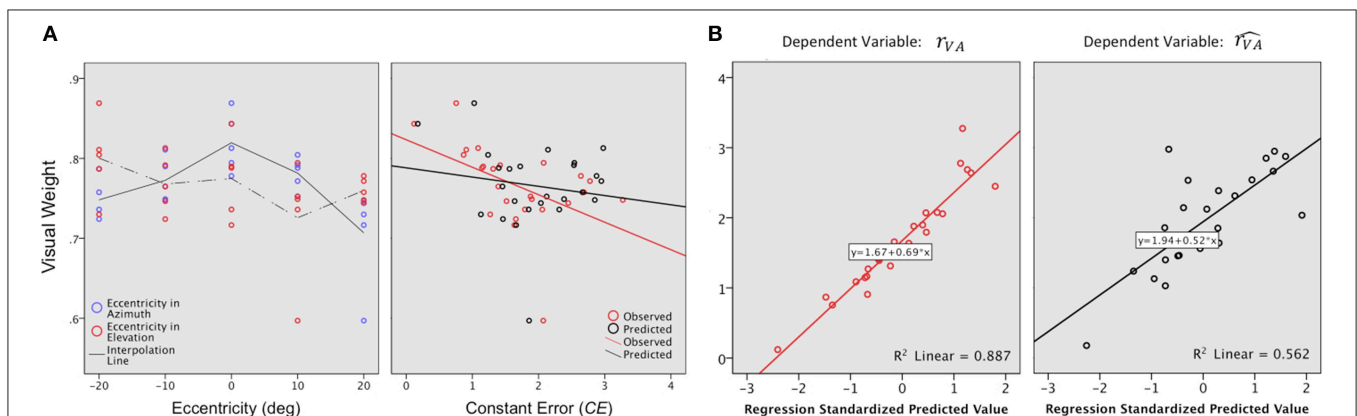 A
Visual Weight
.9
.8
.7
.6
Eccentricity in
Azimuth
Eccentricity in
Elevation
Interpolation
Line
-20
-10
0
10
20
Eccentricity (deg)
Observed
Predicted
Observed
Predicted
0
1
2
3
4
Constant Error (CE)
B
Dependent Variable: r_VA
4
3
2
1
0
y=1.67+0.69*x
R² Linear = 0.887
-3
-2
-1
0
1
2
Regression Standardized Predicted Value
Dependent Variable: \widehat{r_{VA}}
y=1.94+0.52*x
R² Linear = 0.562
-3
-2
-1
0
1
2
Regression Standardized Predicted Value